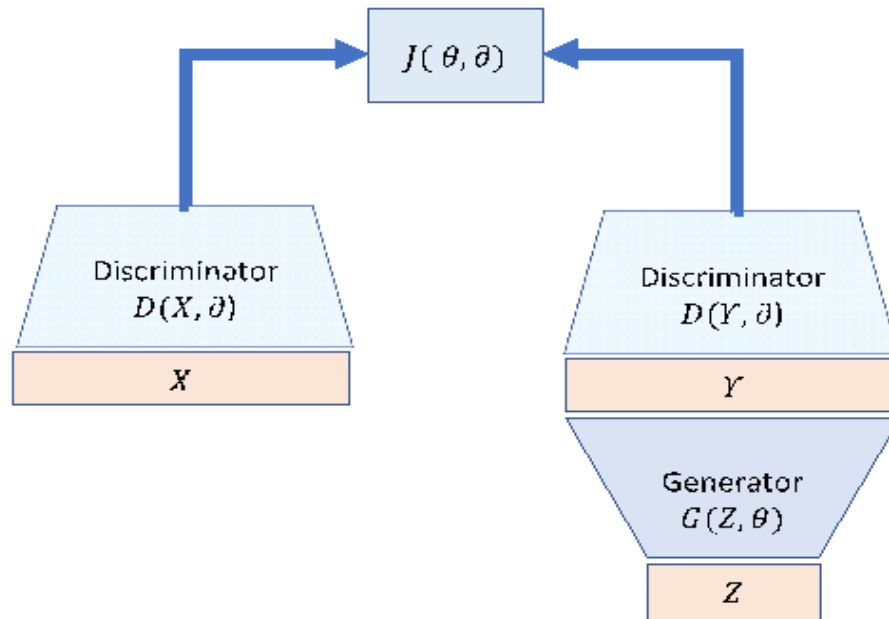 J( θ, ∂)
Discriminator
D(X, ∂)
X
Discriminator
D(Y, ∂)
Y
Generator
G(Z, θ)
Z